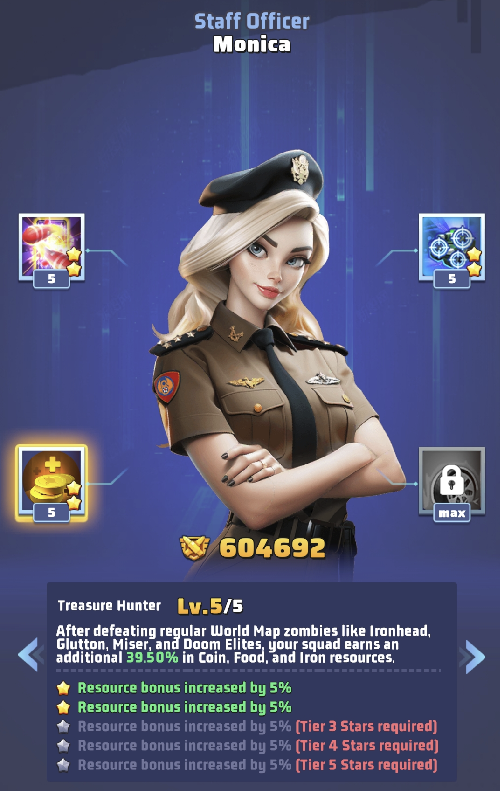 Staff Officer
Monica
5
5
5
max
604692
Treasure Hunter Lv.5/5
After defeating regular World Map zombies like Ironhead,
Glutton, Miser, and Doom Elites, your squad earns an
additional 39.50% in Coin, Food, and Iron resources.
Resource bonus increased by 5%
Resource bonus increased by 5%
Resource bonus increased by 5% (Tier 3 Stars required)
Resource bonus increased by 5% (Tier 4 Stars required)
Resource bonus increased by 5% (Tier 5 Stars required)